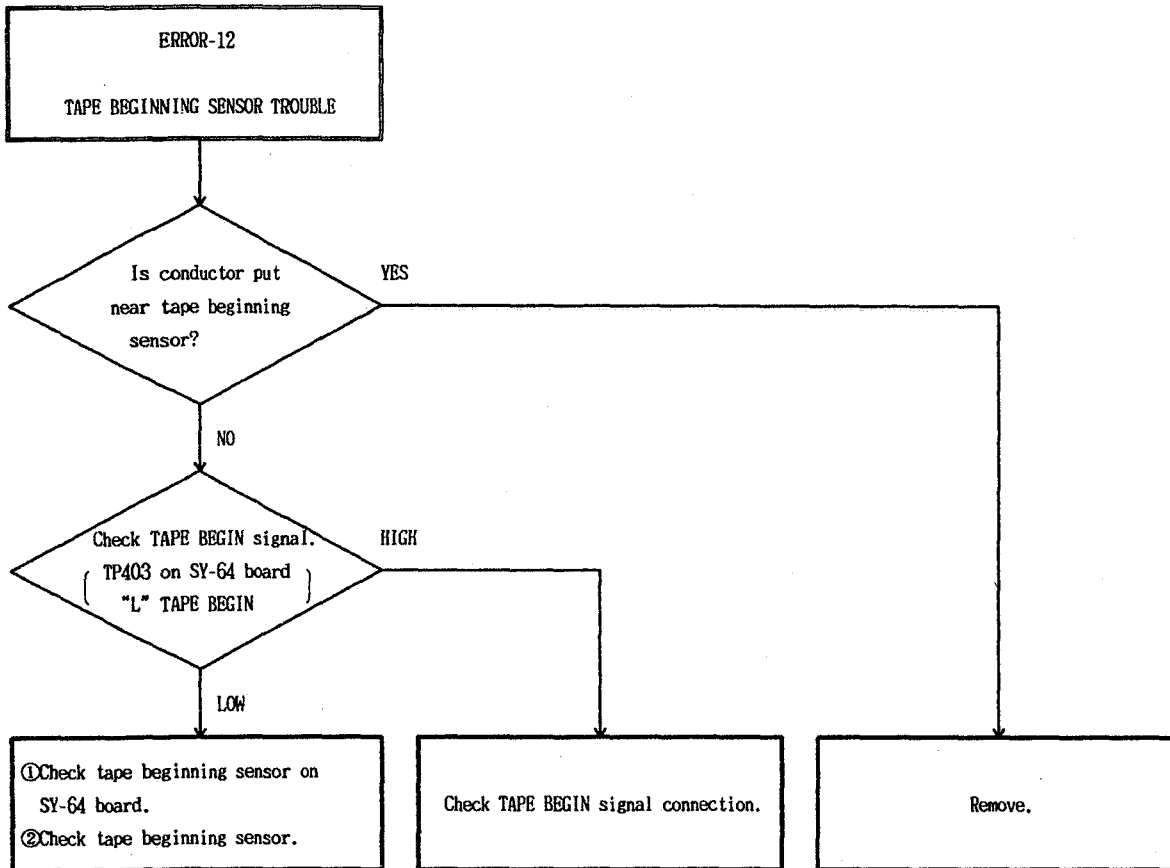 ERROR-12
TAPE BEGINNING SENSOR TROUBLE
Is conductor put
near tape beginning
sensor?
YES
NO
Check TAPE BEGIN signal.
TP403 on SY-64 board
"L" TAPE BEGIN
HIGH
LOW
①Check tape beginning sensor on
SY-64 board.
②Check tape beginning sensor.
Check TAPE BEGIN signal connection.
Remove.